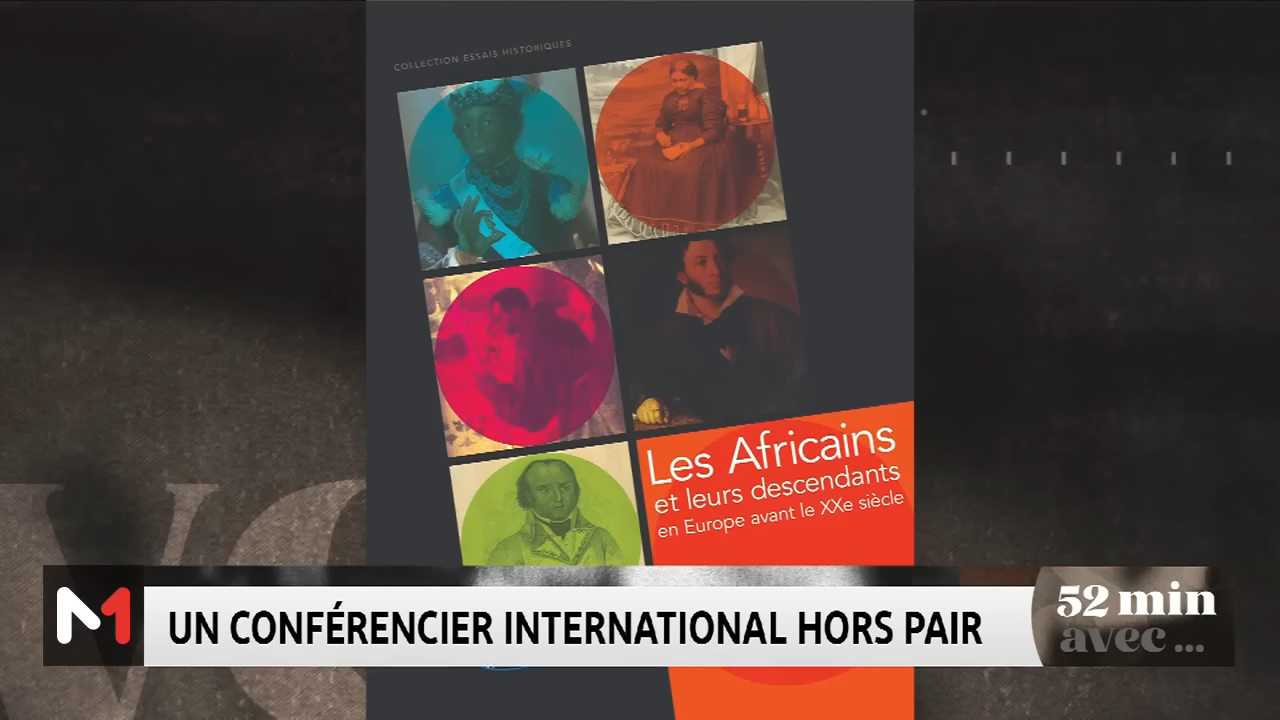 COLLECTION ESSAIS HISTORIQUES
Les Africains
et leurs descendants
en Europe avant le XXe siècle
M1
UN CONFÉRENCIER INTERNATIONAL HORS PAIR
52 min
avec ...